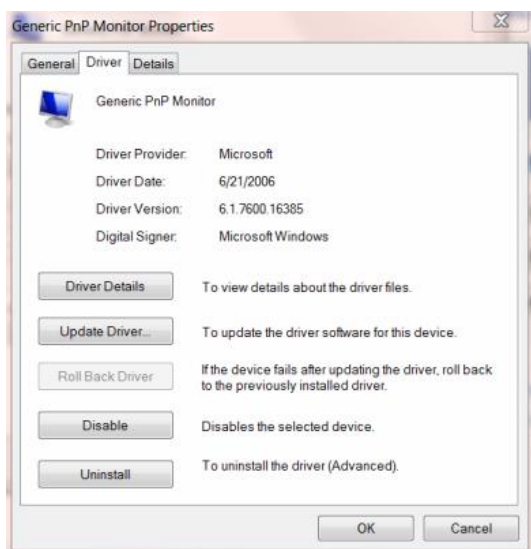 Generic PnP Monitor Properties
General Driver Details
Generic PnP Monitor
Driver Provider: Microsoft
Driver Date: 6/21/2006
Driver Version: 6.1.7600.16385
Digital Signer: Microsoft Windows
Driver Details To view details about the driver files.
Update Driver... To update the driver software for this device.
Roll Back Driver If the device fails after updating the driver, roll back
to the previously installed driver.
Disable Disables the selected device.
Uninstall To uninstall the driver (Advanced).
OK Cancel